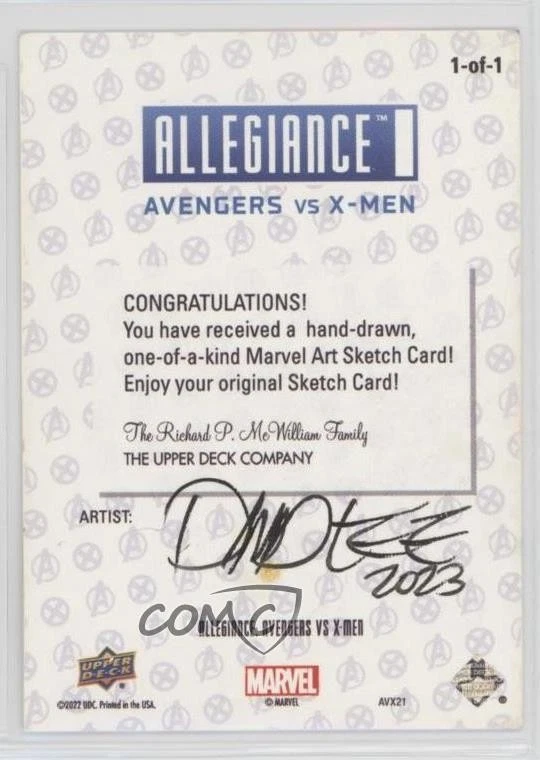 1-of-1
ALLEGIANCE™
AVENGERS VS X-MEN
CONGRATULATIONS!
You have received a hand-drawn,
one-of-a-kind Marvel Art Sketch Card!
Enjoy your original Sketch Card!
The Richard P. McWilliam Family
THE UPPER DECK COMPANY
ARTIST:
2023
COMC
ALLEGIANCE: AVENGERS VS X-MEN
UPPER DECK
MARVEL
©2022 UDC. Printed in the USA.
© MARVEL
AVX21